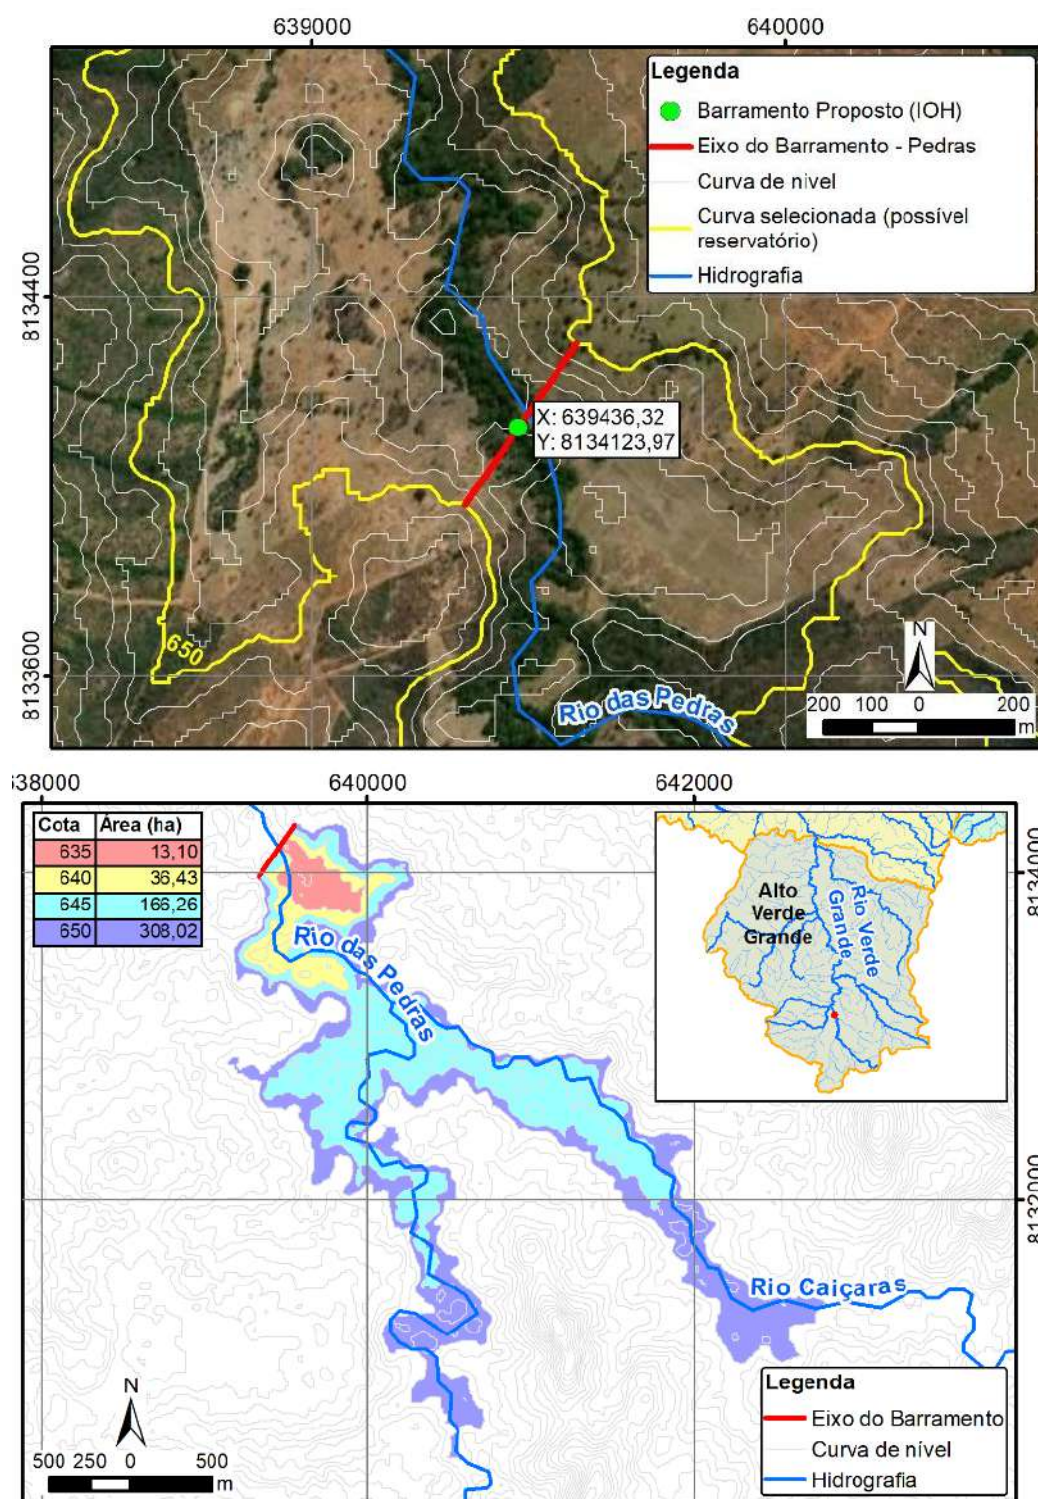 639000
640000
Legenda
Barramento Proposto (IOH)
Eixo do Barramento - Pedras
Curva de nivel
Curva selecionada (possível
reservatório)
Hidrografia
8134400
X: 639436,32
Y: 8134123,97
650
8133600
Rio das Pedras
N
200 100 0 200
m
638000
640000
642000
Cota Área (ha)
635 13,10
640 36,43
645 166,26
650 308,02
8134000
Alto
Verde
Grande
Rio Verde
Grande
Rio das Pedras
8132000
Rio Caiçaras
N
500 250 0 500
m
Legenda
Eixo do Barramento
Curva de nível
Hidrografia